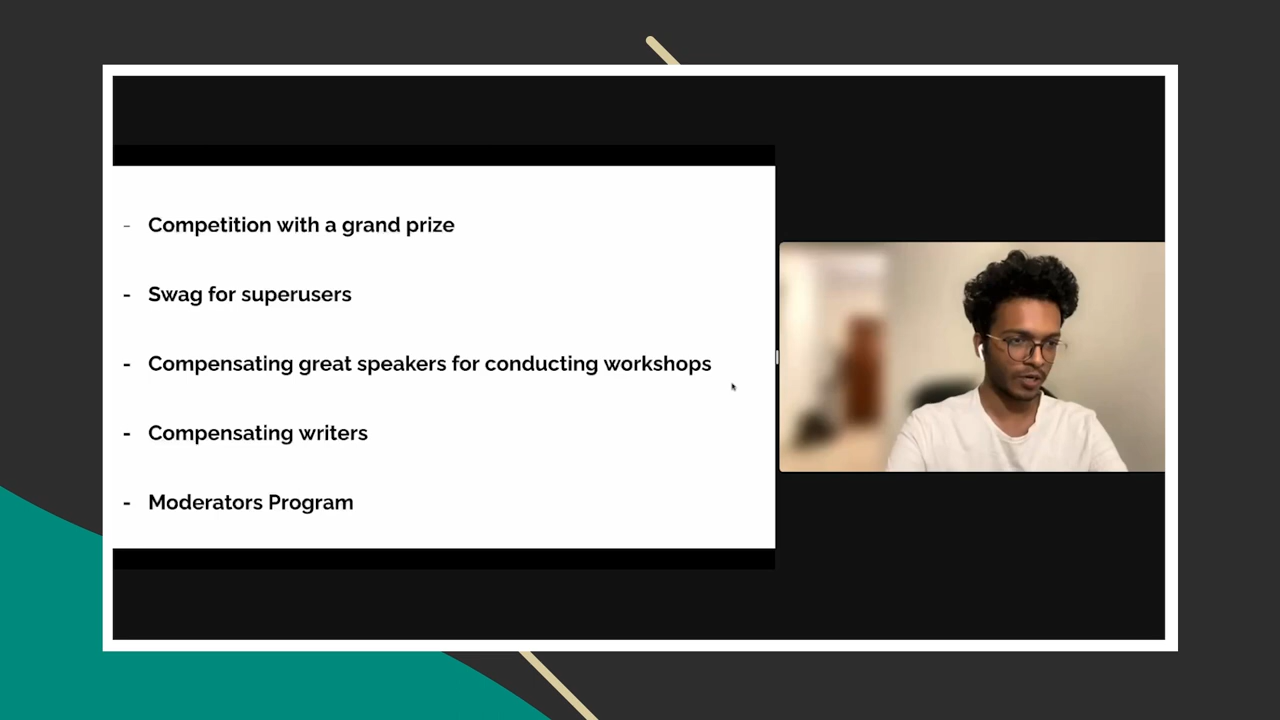 - Competition with a grand prize
- Swag for superusers
- Compensating great speakers for conducting workshops
- Compensating writers
- Moderators Program